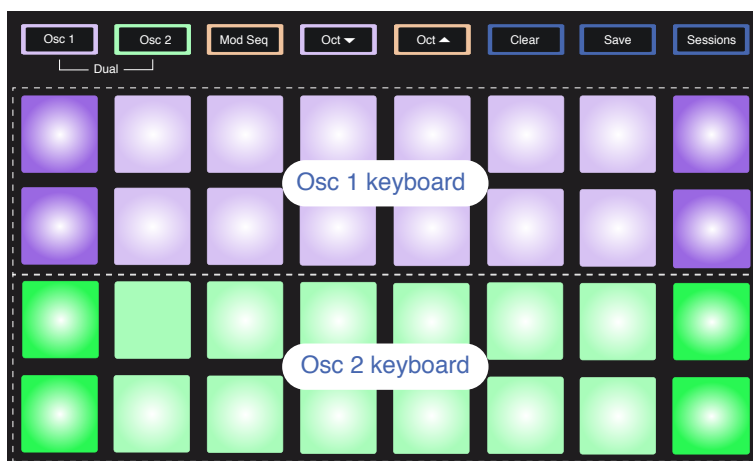 Osc 1 Osc 2 Mod Seq Oct Oct Clear Save Sessions
Dual
Osc 1 keyboard
Osc 2 keyboard